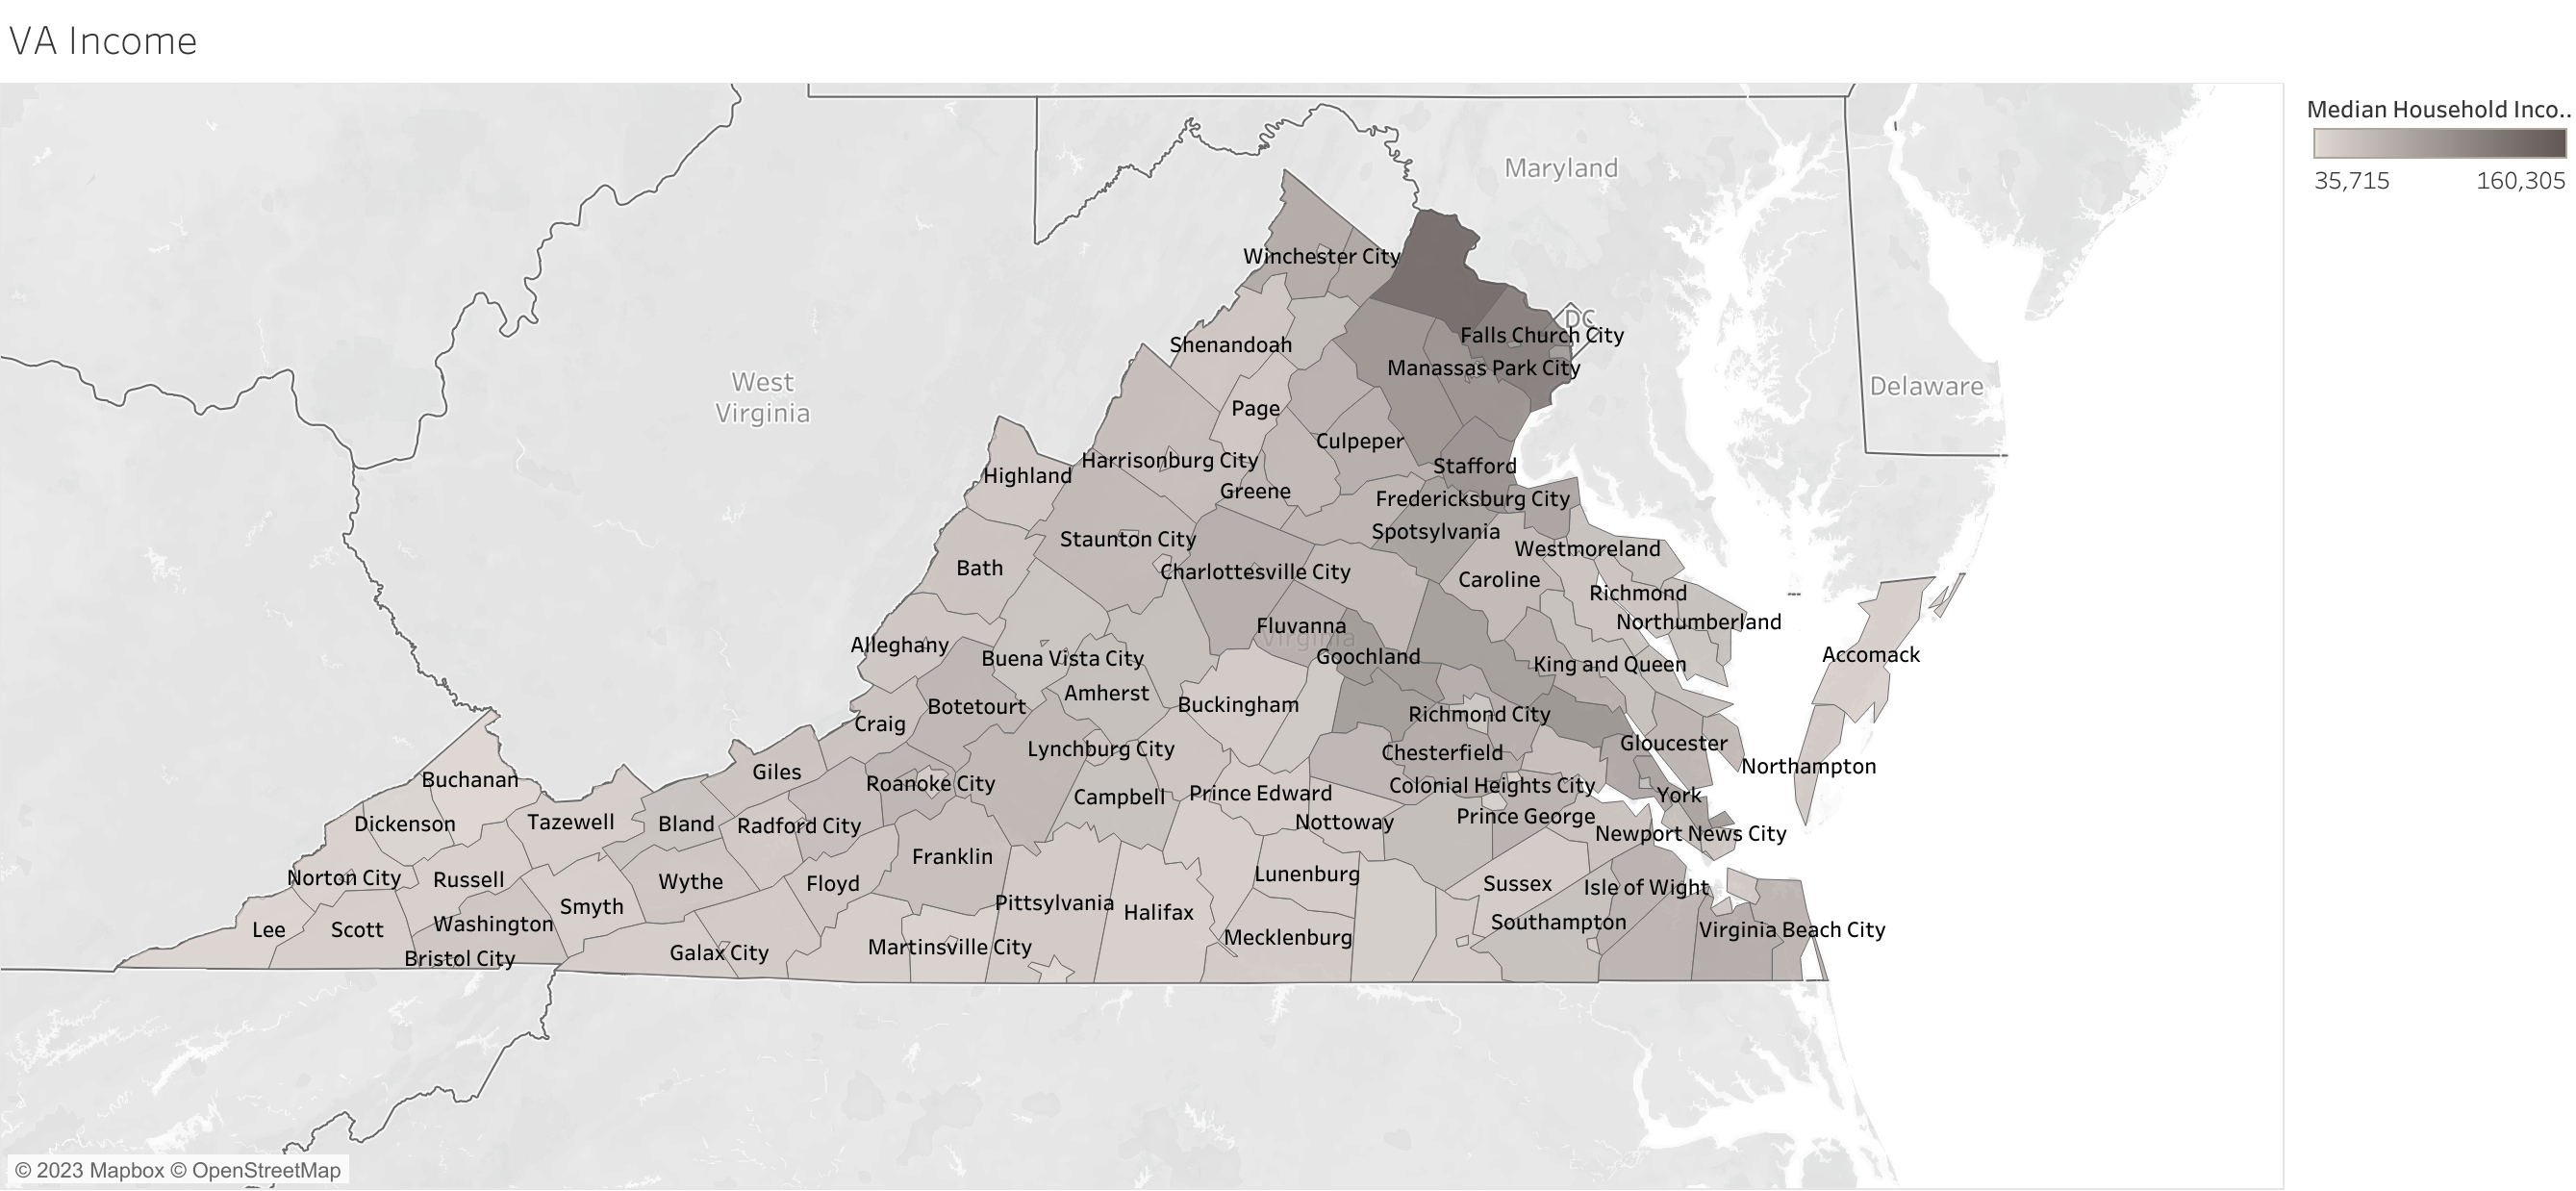 VA Income
Median Household Inco..
35,715 160,305
Maryland
Winchester City
DC
Falls Church City
Shenandoah
Manassas Park City
West
Virginia
Delaware
Page
Culpeper
Harrisonburg City
Stafford
Highland
Greene
Fredericksburg City
Spotsylvania
Staunton City
Westmoreland
Bath
Charlottesville City
Caroline
Richmond
Northumberland
Fluvanna
Virginia
Alleghany
Buena Vista City
Goochland
King and Queen
Accomack
Amherst
Botetourt
Buckingham
Richmond City
Craig
Lynchburg City
Chesterfield
Gloucester
Northampton
Buchanan
Giles
Roanoke City
Campbell
Prince Edward
Colonial Heights City
York
Dickenson
Tazewell
Bland
Radford City
Nottoway
Prince George
Newport News City
Franklin
Norton City
Russell
Wythe
Floyd
Lunenburg
Sussex
Isle of Wight
Smyth
Pittsylvania
Halifax
Lee
Scott
Washington
Southampton
Virginia Beach City
Bristol City
Galax City
Martinsville City
Mecklenburg
© 2023 Mapbox © OpenStreetMap